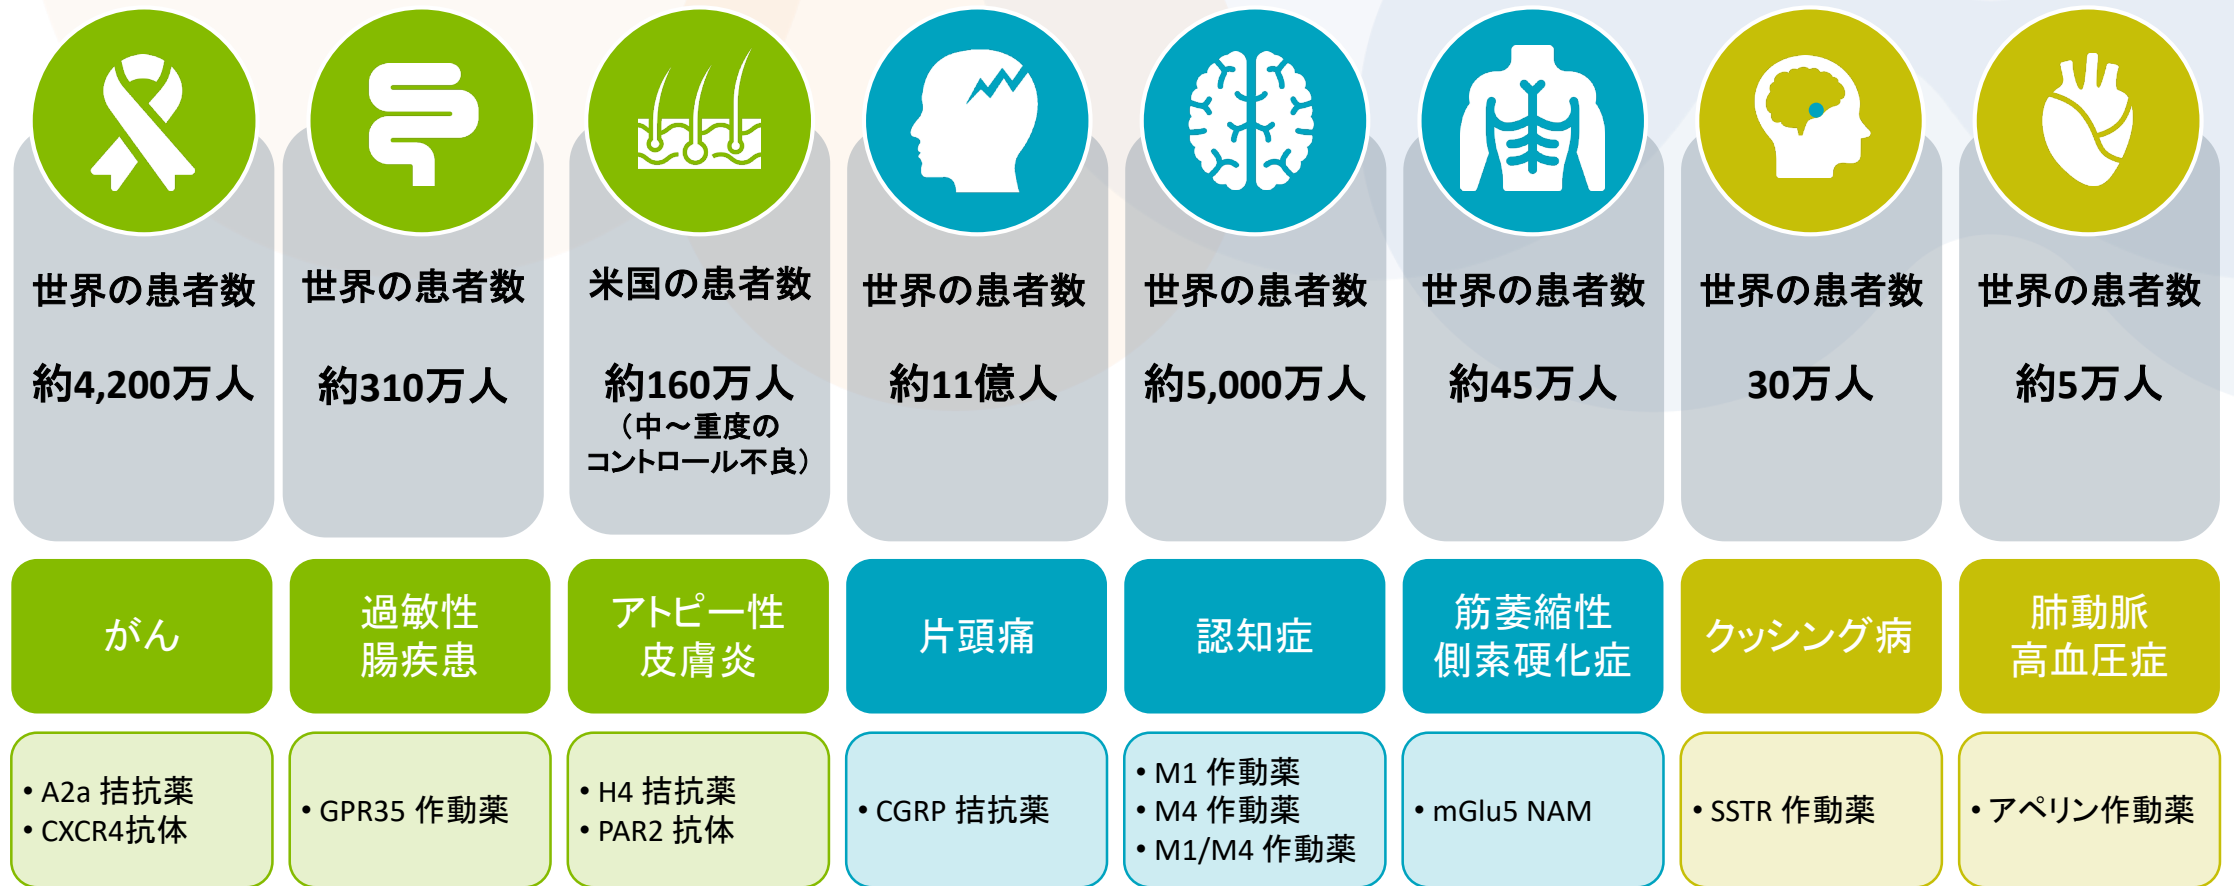 世界の患者数
約4,200万人
世界の患者数
約310万人
米国の患者数
約160万人
（中～重度の
コントロール不良）
世界の患者数
約11億人
世界の患者数
約5,000万人
世界の患者数
約45万人
世界の患者数
30万人
世界の患者数
約5万人
がん
過敏性
腸疾患
アトピー性
皮膚炎
片頭痛
認知症
筋萎縮性
側索硬化症
クッシング病
肺動脈
高血圧症
• A2a 拮抗薬
• CXCR4抗体
• GPR35 作動薬
• H4 拮抗薬
• PAR2 抗体
• CGRP 拮抗薬
• M1 作動薬
• M4 作動薬
• M1/M4 作動薬
• mGlu5 NAM
• SSTR 作動薬
• アペリン作動薬